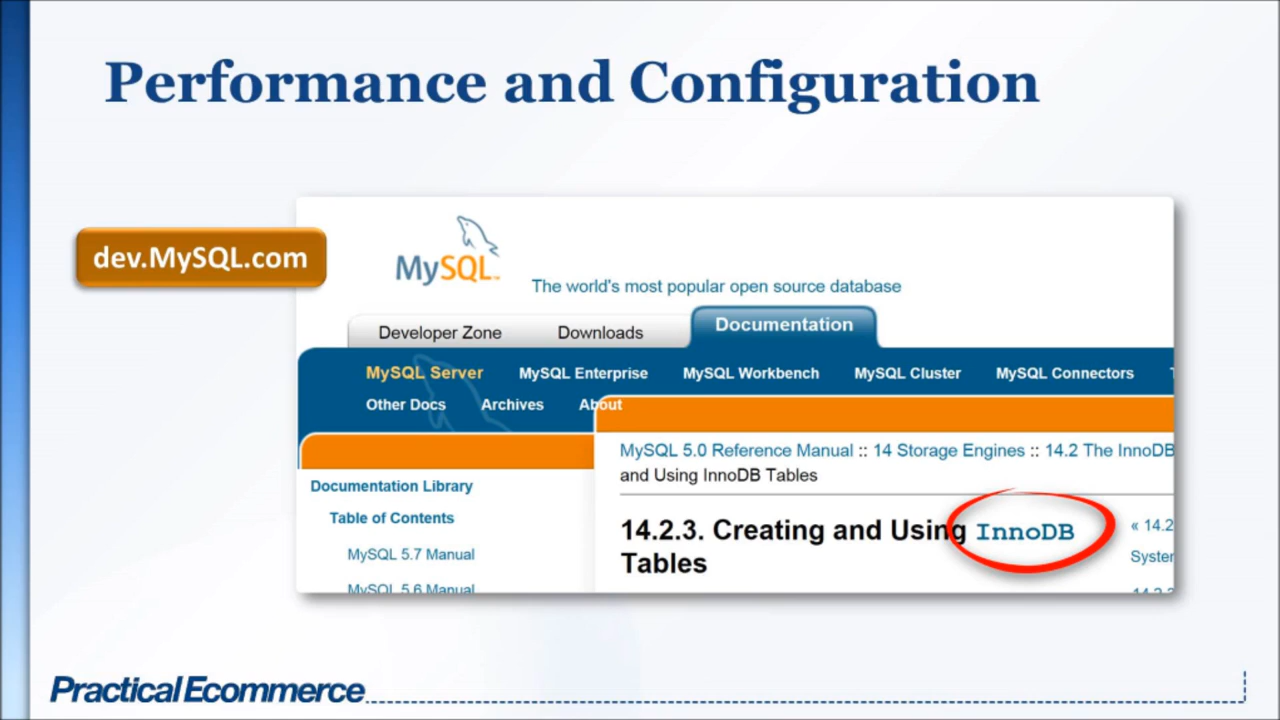 Performance and Configuration
dev.MySQL.com
MySQL
The world's most popular open source database
Developer Zone Downloads Documentation
MySQL Server MySQL Enterprise MySQL Workbench MySQL Cluster MySQL Connectors
Other Docs Archives About
MySQL 5.0 Reference Manual :: 14 Storage Engines :: 14.2 The InnoDB
and Using InnoDB Tables
Documentation Library
Table of Contents
MySQL 5.7 Manual
MySQL 5.6 Manual
14.2.3. Creating and Using InnoDB
Tables
« 14.2
System
Practical Ecommerce